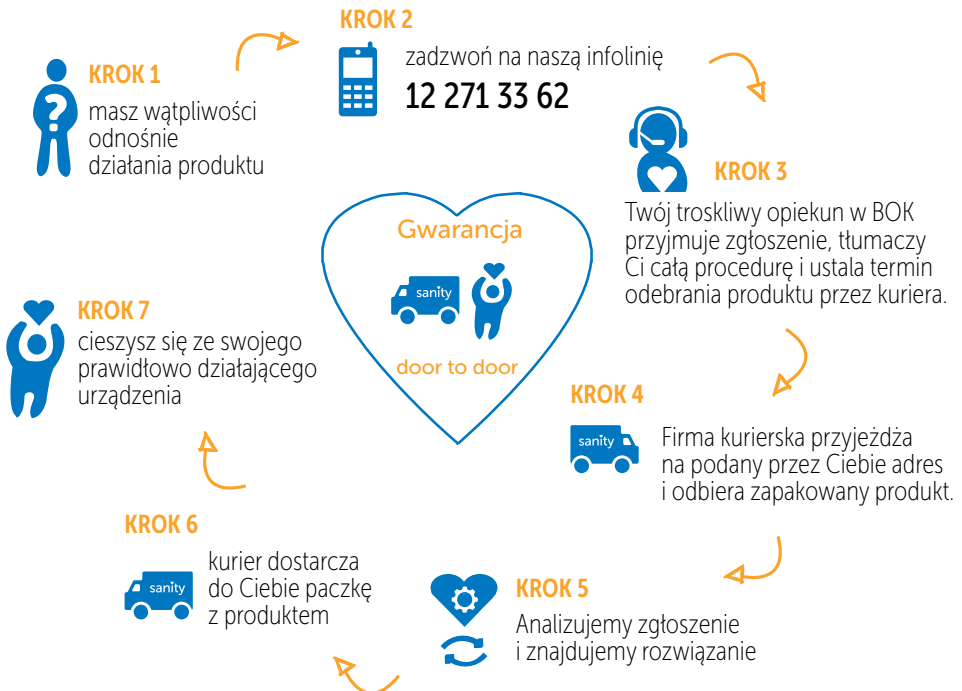 KROK 1
masz wątpliwości
odnośnie
działania produktu
KROK 2
zadzwoń na naszą infolinię
12 271 33 62
KROK 3
Twój troskliwy opiekun w BOK
przyjmuje zgłoszenie, tłumaczy
Ci całą procedurę i ustala termin
odebrania produktu przez kuriera.
KROK 4
sanity
Firma kurierska przyjeżdża
na podany przez Ciebie adres
i odbiera zapakowany produkt.
KROK 5
Analizujemy zgłoszenie
i znajdujemy rozwiązanie
KROK 6
sanity
kurier dostarcza
do Ciebie paczkę
z produktem
KROK 7
cieszysz się ze swojego
prawidłowo działającego
urządzenia
Gwarancja
sanity
door to door
?